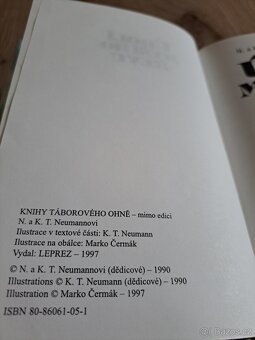 KNIHY TÁBOROVÉHO OHNĚ – mimo edici
N. a K. T. Neumannovi
Ilustrace v textové části: K. T. Neumann
Ilustrace na obálce: Marko Čermák
Vydal: LEPREZ – 1997
© N. a K. T. Neumannovi (dědicové) – 1990
Illustrations © K. T. Neumann (dědicové) – 1990
Illustration © Marko Čermák – 1997
ISBN 80-86061-05-1